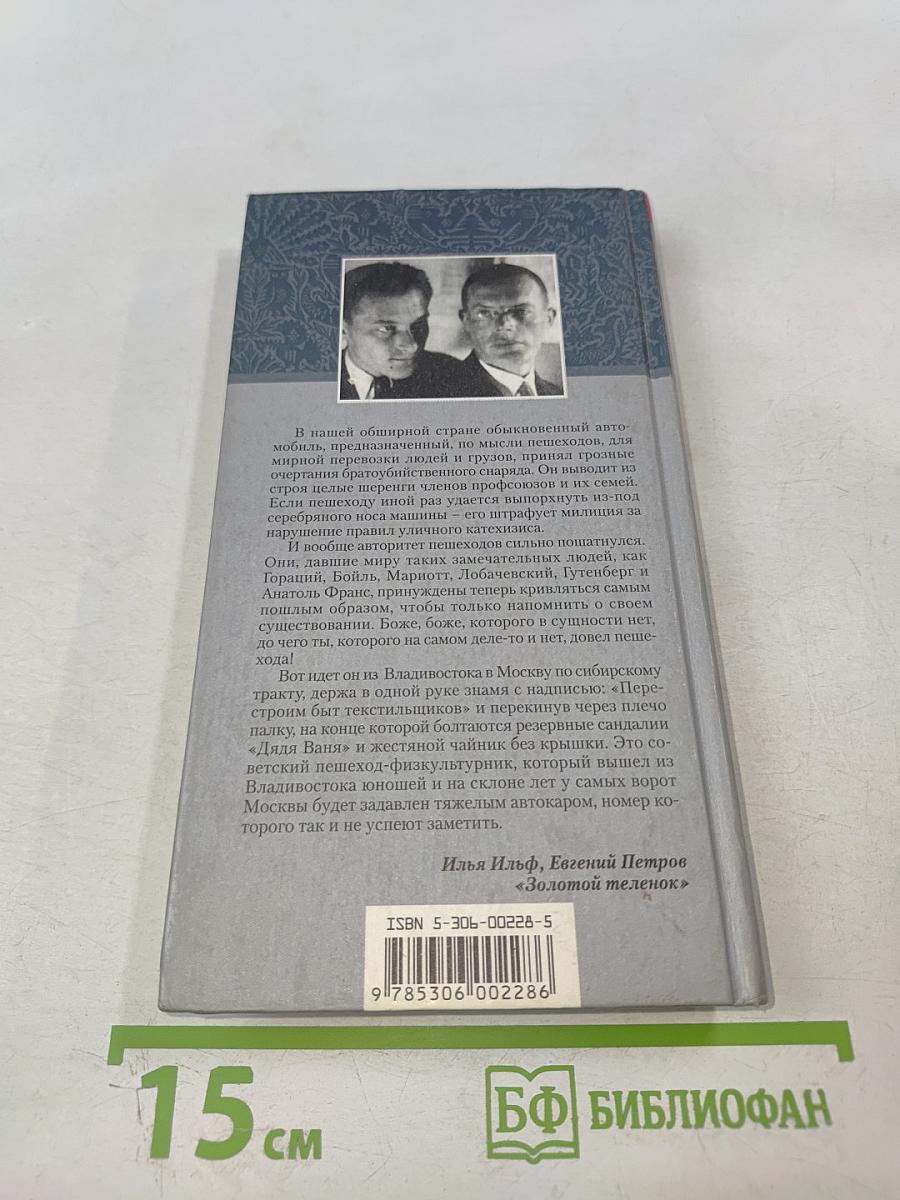 В нашей обширной стране обыкновенный авто-
мобиль, предназначенный, по мысли пешеходов, для
мирной перевозки людей и грузов, принял грозные
очертания братоубийственного снаряда. Он выводит из
строя целые шеренги членов профсоюзов и их семей.
Если пешеходу иной раз удается выпорхнуть из-под
серебряного носа машины – его штрафует милиция за
нарушение правил уличного катехизиса.
И вообще авторитет пешеходов сильно пошатнулся.
Они, давшие миру таких замечательных людей, как
Гораций, Бойль, Мариотт, Лобачевский, Гутенберг и
Анатоль Франс, принуждены теперь кривляться самым
пошлым образом, чтобы только напомнить о своем
существовании. Боже, боже, которого в сущности нет,
до чего ты, которого на самом деле-то и нет, довел пеше-
хода!
Вот идет он из Владивостока в Москву по сибирскому
тракту, держа в одной руке знамя с надписью: «Пере-
строим быт текстильщиков» и перекинув через плечо
палку, на конце которой болтаются резервные сандалии
«Дядя Ваня» и жестяной чайник без крышки. Это со-
ветский пешеход-физкультурник, который вышел из
Владивостока юношей и на склоне лет у самых ворот
Москвы будет задавлен тяжелым автокаром, номер ко-
торого так и не успеют заметить.
Илья Ильф, Евгений Петров
«Золотой теленок»
ISBN 5-306-00228-5
9 785306 002286
15 см
БФ БИБЛИОФАН